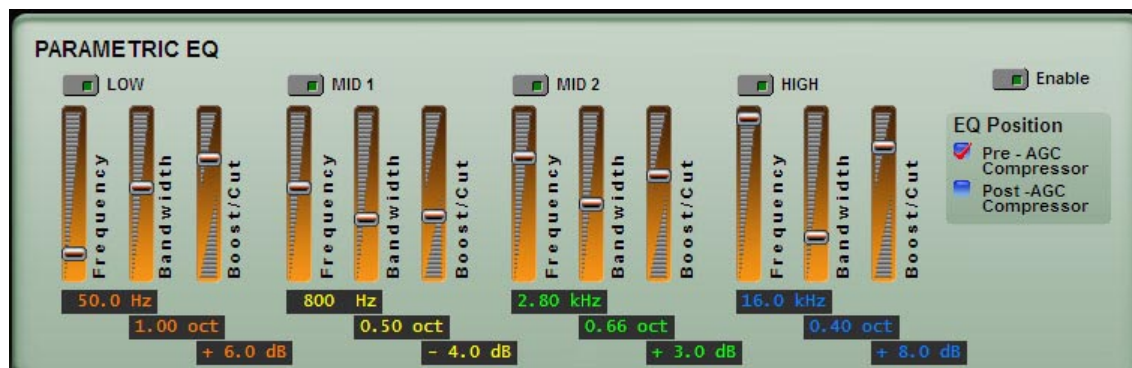 PARAMETRIC EQ
LOW
MID 1
MID 2
HIGH
Enable
Frequency
Bandwidth
Boost/Cut
Frequency
Bandwidth
Boost/Cut
Frequency
Bandwidth
Boost/Cut
Frequency
Bandwidth
Boost/Cut
EQ Position
Pre - AGC
Compressor
Post -AGC
Compressor
50.0 Hz
800 Hz
2.80 kHz
16.0 kHz
1.00 oct
0.50 oct
0.66 oct
0.40 oct
+ 6.0 dB
- 4.0 dB
+ 3.0 dB
+ 8.0 dB